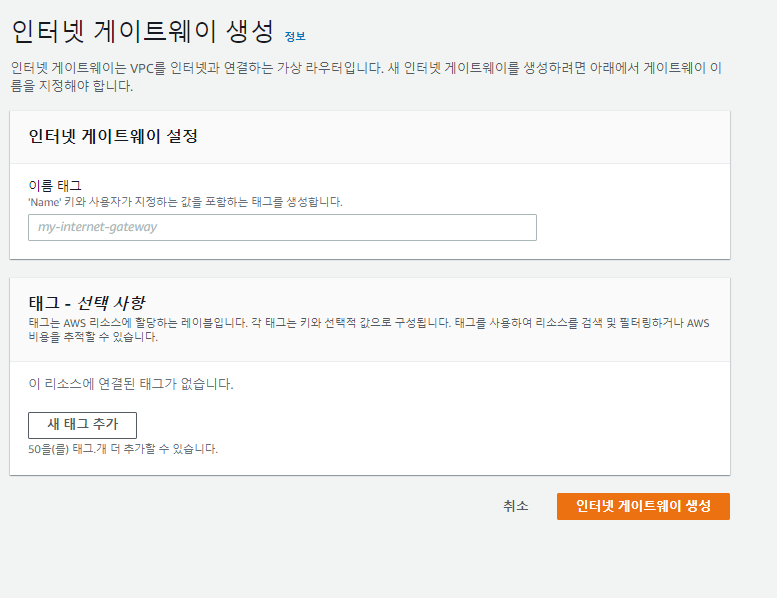 인터넷 게이트웨이 생성 정보
인터넷 게이트웨이는 VPC를 인터넷과 연결하는 가상 라우터입니다. 새 인터넷 게이트웨이를 생성하려면 아래에서 게이트웨이 이
름을 지정해야 합니다.
인터넷 게이트웨이 설정
이름 태그
'Name' 키와 사용자가 지정하는 값을 포함하는 태그를 생성합니다.
my-internet-gateway
태그 - 선택 사항
태그는 AWS 리소스에 할당하는 레이블입니다. 각 태그는 키와 선택적 값으로 구성됩니다. 태그를 사용하여 리소스를 검색 및 필터링하거나 AWS
비용을 추적할 수 있습니다.
이 리소스에 연결된 태그가 없습니다.
새 태그 추가
50을(를) 태그.개 더 추가할 수 있습니다.
취소 인터넷 게이트웨이 생성